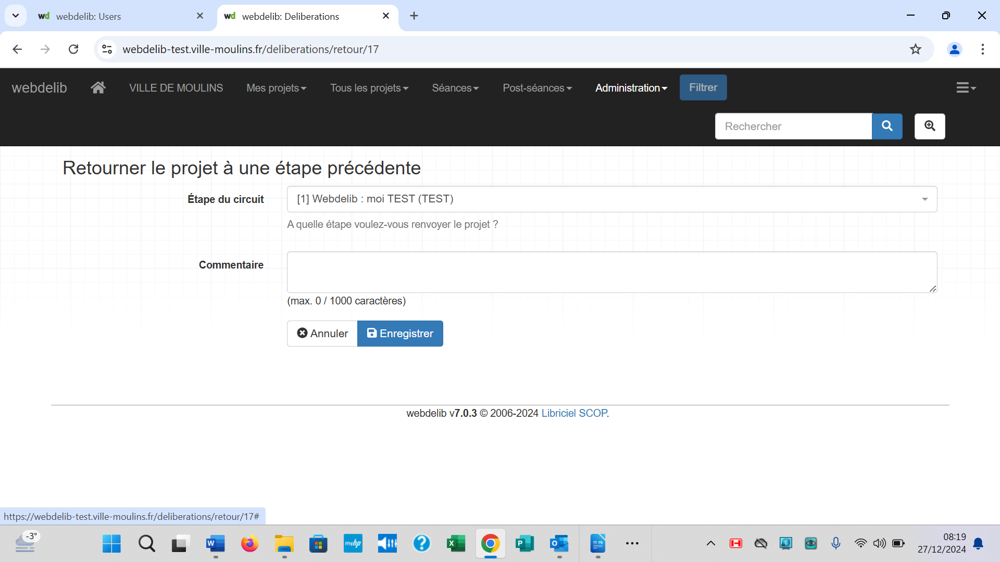 webdelib: Users
webdelib: Deliberations
webdelib-test.ville-moulins.fr/deliberations/retour/17
webdelib
VILLE DE MOULINS
Mes projets
Tous les projets
Séances
Post-séances
Administration
Filtrer
Rechercher
Retourner le projet à une étape précédente
Étape du circuit
[1] Webdelib : moi TEST (TEST)
A quelle étape voulez-vous renvoyer le projet ?
Commentaire
(max. 0 / 1000 caractères)
Annuler
Enregistrer
webdelib v7.0.3 © 2006-2024 Libriciel SCOP.
https://webdelib-test.ville-moulins.fr/deliberations/retour/17#
-3°
myhp
08:19
27/12/2024